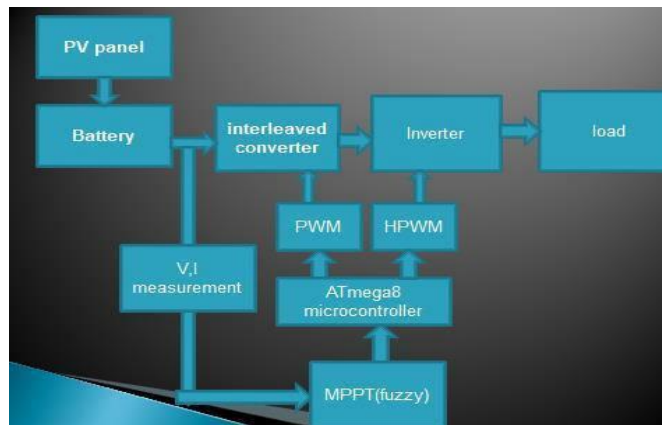 PV panel
Battery
interleaved
converter
Inverter
load
PWM
HPWM
V,I
measurement
ATmega8
microcontroller
MPPT(fuzzy)